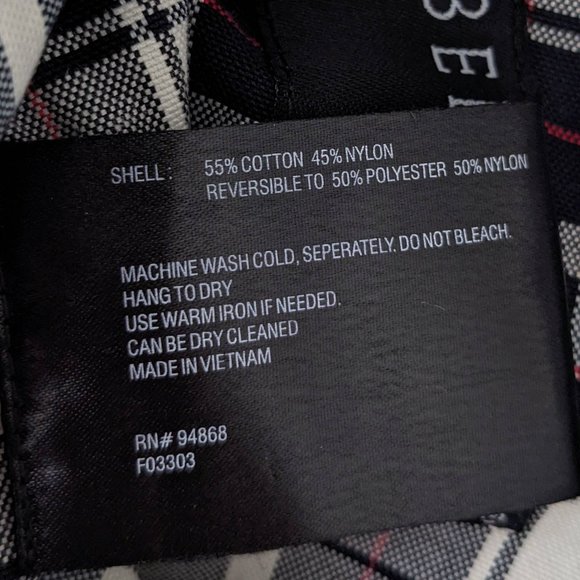 SHELL: 55% COTTON 45% NYLON
REVERSIBLE TO 50% POLYESTER 50% NYLON
MACHINE WASH COLD, SEPERATELY. DO NOT BLEACH.
HANG TO DRY
USE WARM IRON IF NEEDED.
CAN BE DRY CLEANED
MADE IN VIETNAM
RN# 94868
F03303